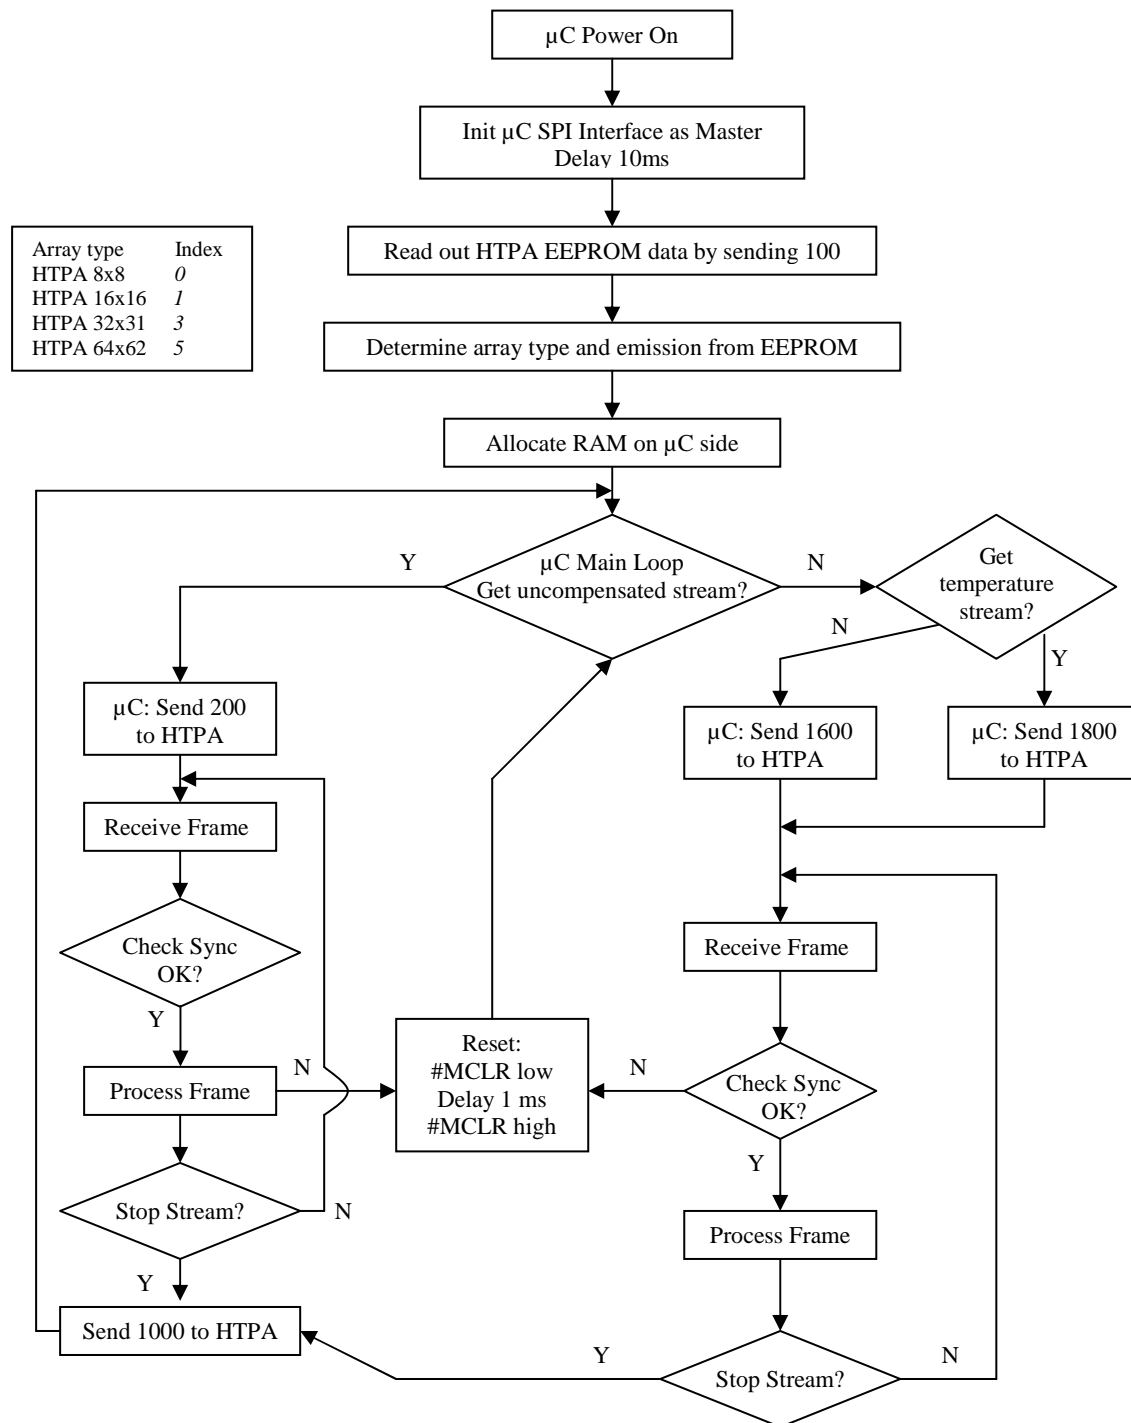 µC Power On
Init µC SPI Interface as Master
Delay 10ms
Read out HTPA EEPROM data by sending 100
Array type Index
HTPA 8x8 0
HTPA 16x16 1
HTPA 32x31 3
HTPA 64x62 5
Determine array type and emission from EEPROM
Allocate RAM on µC side
µC Main Loop
Get uncompensated stream?
Y
N
Get
temperature
stream?
N
Y
µC: Send 200
to HTPA
µC: Send 1600
to HTPA
µC: Send 1800
to HTPA
Receive Frame
Check Sync
OK?
Y
Process Frame
N
Stop Stream?
N
Y
Send 1000 to HTPA
Reset:
#MCLR low
Delay 1 ms
#MCLR high
Receive Frame
Check Sync
OK?
N
Y
Process Frame
Stop Stream?
Y
N